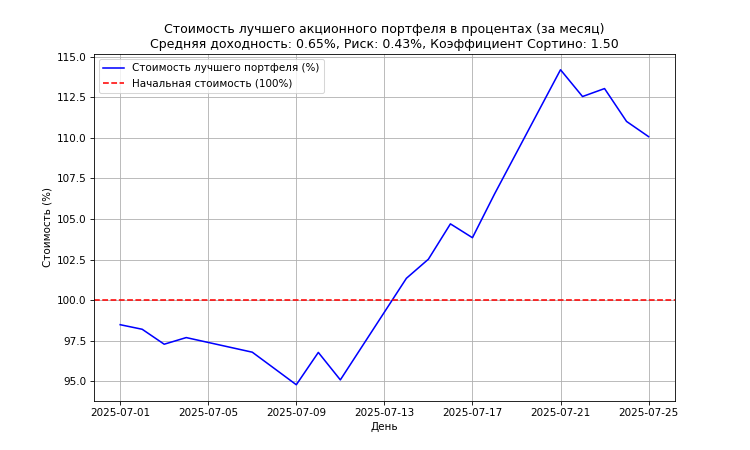 Стоимость лучшего акционного портфеля в процентах (за месяц)
Средняя доходность: 0.65%, Риск: 0.43%, Коэффициент Сортино: 1.50
Стоимость лучшего портфеля (%)
Начальная стоимость (100%)
Стоимость (%)
115.0
112.5
110.0
107.5
105.0
102.5
100.0
97.5
95.0
2025-07-01 2025-07-05 2025-07-09 2025-07-13 2025-07-17 2025-07-21 2025-07-25
День